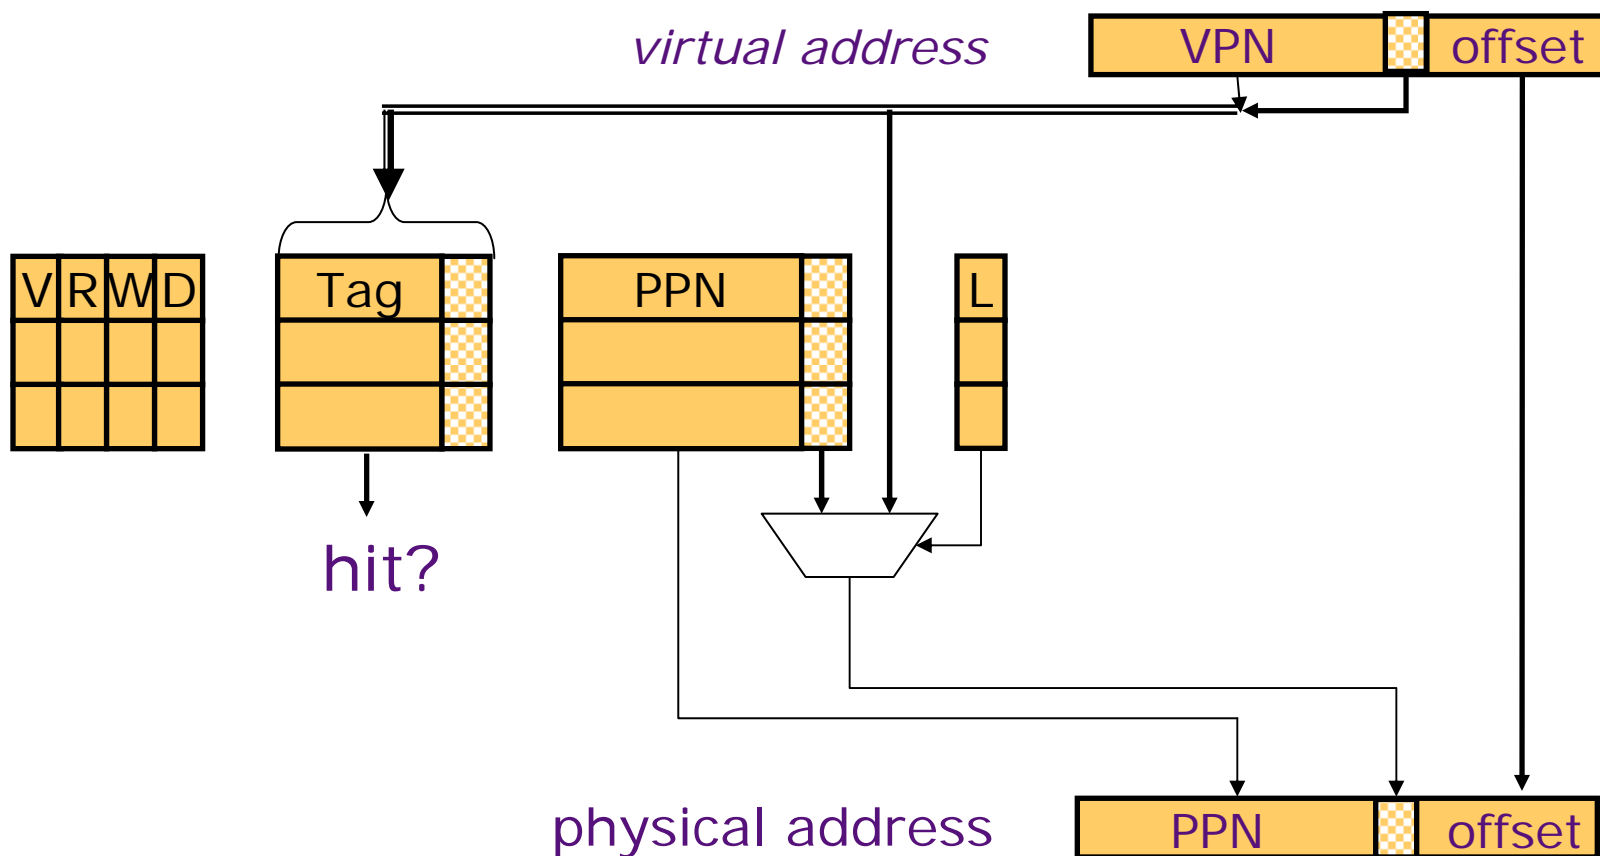 virtual address
VPN offset
V R W D Tag PPN L
hit?
physical address
PPN offset